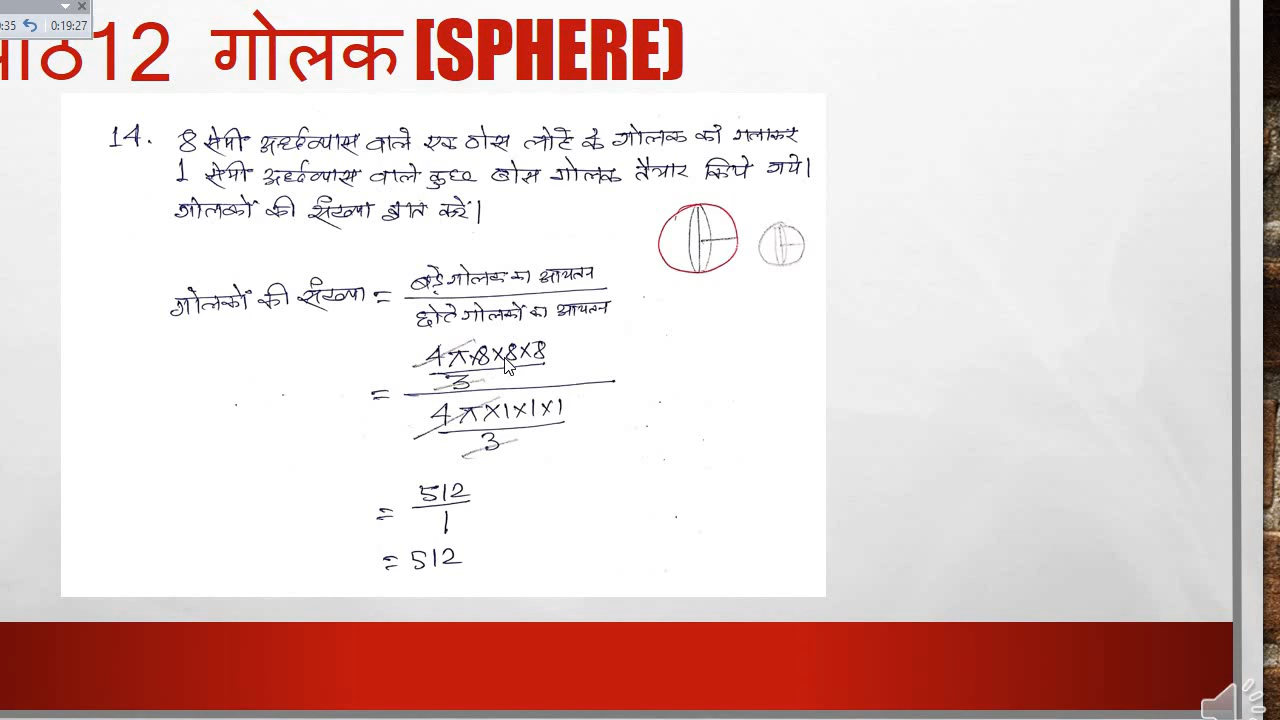 :35 0:19:27
पाठ12 गोलक [SPHERE)
14. 8 सेमी अर्धव्यास वाले एक ठोस लोहे के गोलक को गलाकर
1 सेमी अर्धव्यास वाले कुछ ठोस गोलक तैयार किये गये।
गोलकों की संख्या ज्ञात करें।
गोलकों की संख्या = बड़े गोलक का आयतन
छोटे गोलकों का आयतन
4π×8×8×8
3
=
4π×1×1×1
3
= 512
1
= 512